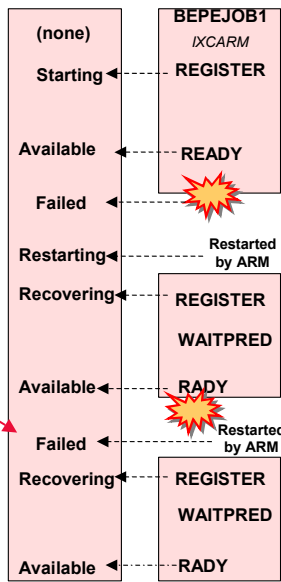 (none)
Starting
Available
Failed
Restarting
Recovering
Available
Failed
Recovering
Available
BEPEJOB1
IXCARM
REGISTER
READY
Restarted
by ARM
REGISTER
WAITPRED
RADY
Restarted
by ARM
REGISTER
WAITPRED
RADY